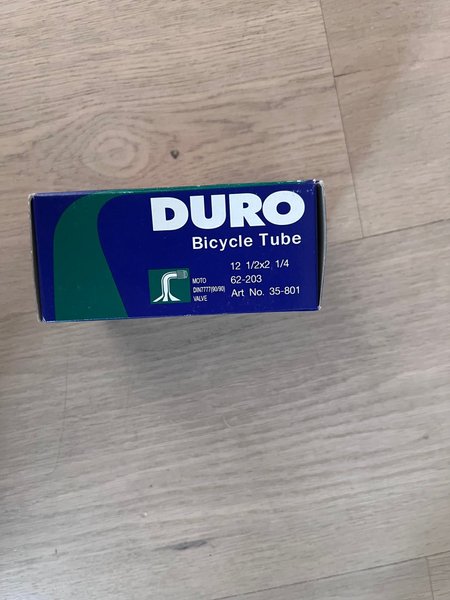 DURO
Bicycle Tube
12 1/2x2 1/4
62-203
Art No. 35-801
MOTO
DIN7777(90/90)
VALVE